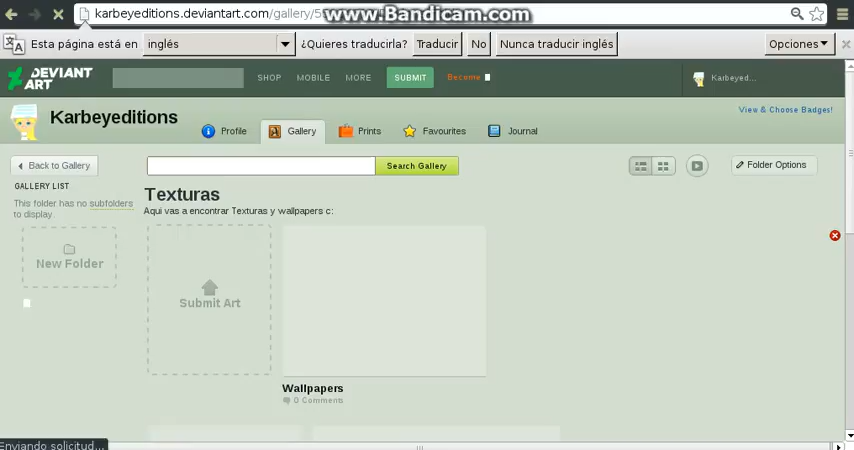 karbeyeditions.deviantart.com/gallery/5
www.Bandicam.com
Esta página está en inglés ¿Quieres traducirla? Traducir No Nunca traducir inglés Opciones
DEVIANT ART SHOP MOBILE MORE SUBMIT Become Karbeyed...
Karbeyeditions
View & Choose Badges!
Profile Gallery Prints Favourites Journal
Back to Gallery Search Gallery Folder Options
GALLERY LIST
This folder has no subfolders to display.
New Folder
Texturas
Aqui vas a encontrar Texturas y wallpapers c:
Submit Art
Wallpapers
0 Comments
Enviando solicitud...